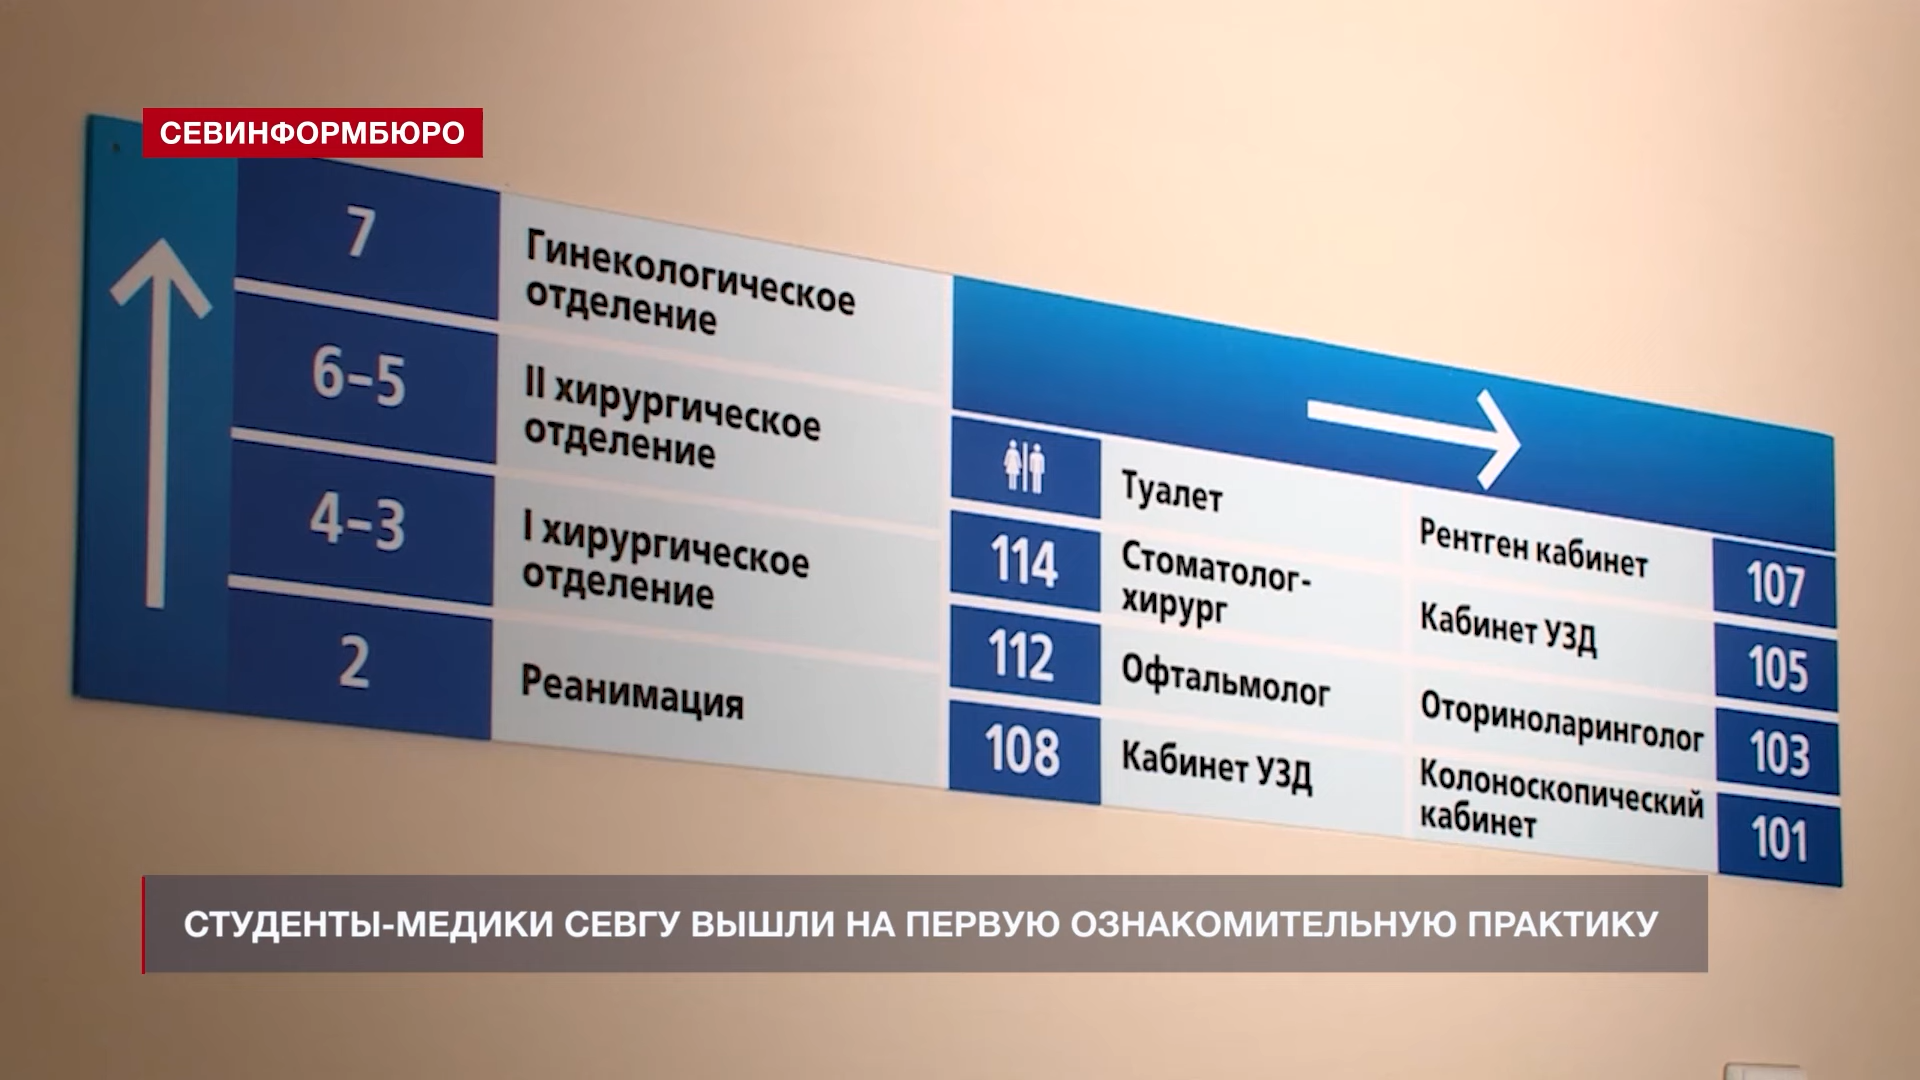 СЕВИНФОРМБЮРО
7
Гинекологическое
отделение
6–5
II хирургическое
отделение
4–3
I хирургическое
отделение
2
Реанимация
Туалет
114
Стоматолог-
хирург
112
Офтальмолог
108
Кабинет УЗД
Рентген кабинет
107
Кабинет УЗД
105
Оториноларинголог
103
Колоноскопический
кабинет
101
СТУДЕНТЫ-МЕДИКИ СЕВГУ ВЫШЛИ НА ПЕРВУЮ ОЗНАКОМИТЕЛЬНУЮ ПРАКТИКУ